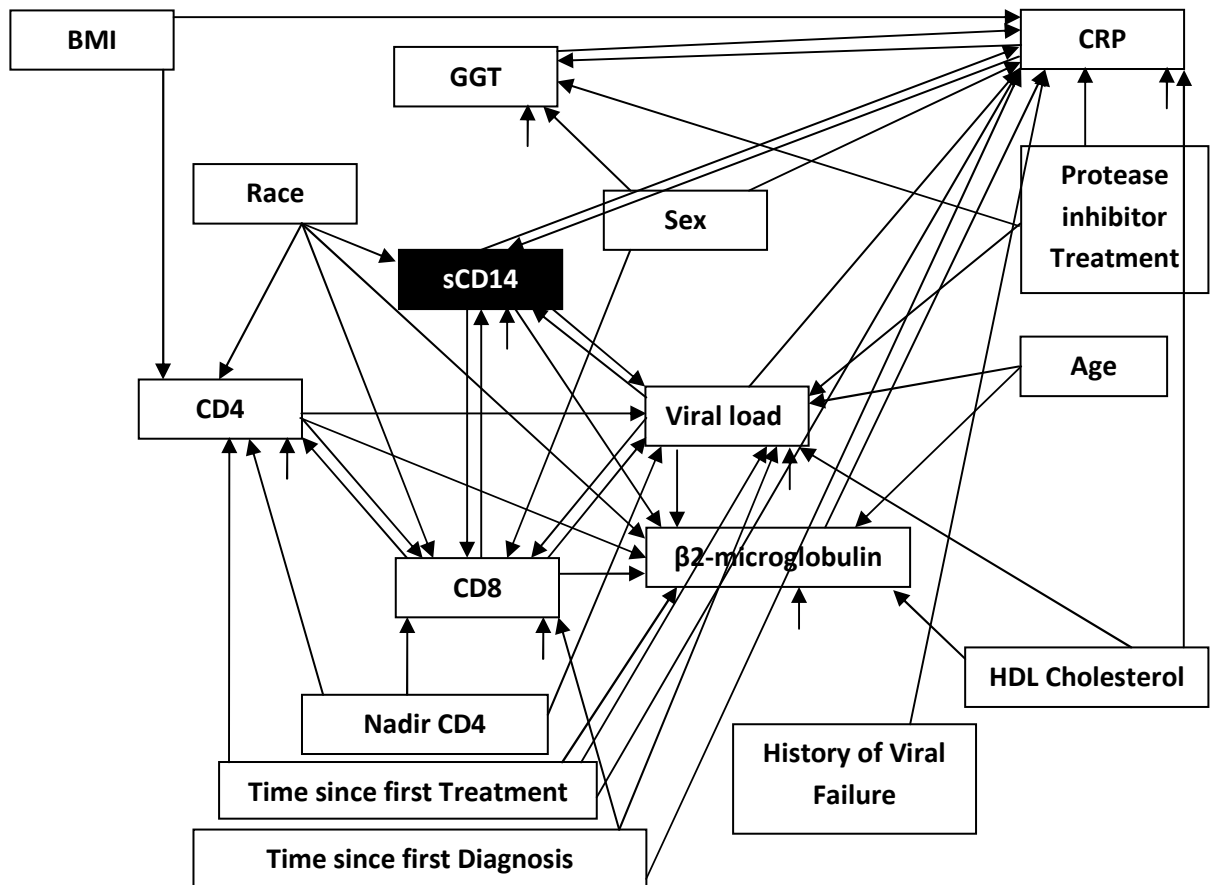 BMI
CRP
GGT
Race
Sex
Protease
inhibitor
Treatment
sCD14
Age
CD4
Viral load
β2-microglobulin
CD8
HDL Cholesterol
Nadir CD4
History of Viral
Failure
Time since first Treatment
Time since first Diagnosis